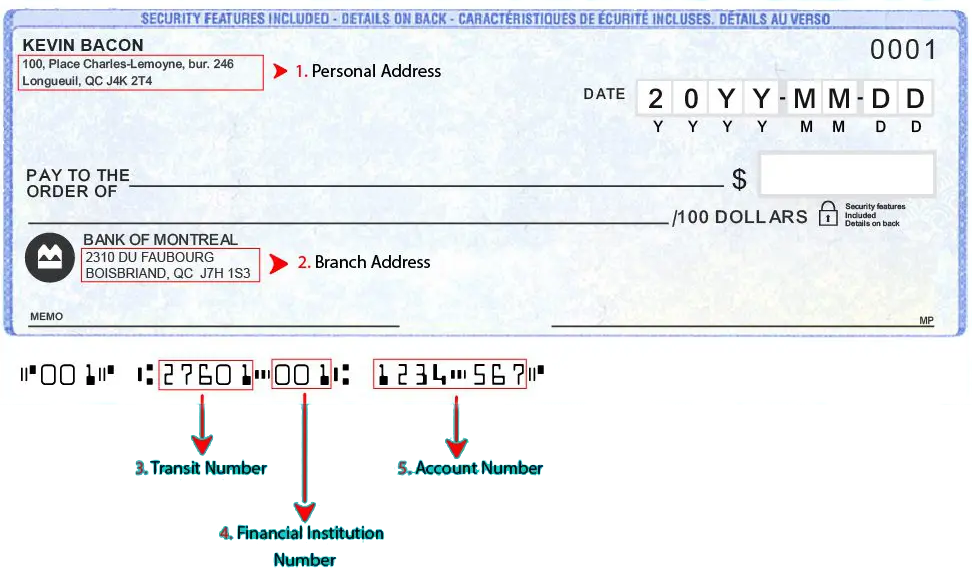 SECURITY FEATURES INCLUDED - DETAILS ON BACK - CARACTÉRISTIQUES DE ÉCURITÉ INCLUSES. DÉTAILS AU VERSO
KEVIN BACON
0001
100, Place Charles-Lemoyne, bur. 246
Longueuil, QC J4K 2T4
1. Personal Address
DATE 20YY-MM-DD
Y Y Y Y M M D D
PAY TO THE
ORDER OF $
/100 DOLLARS
Security features
Included
Details on back
BANK OF MONTREAL
2310 DU FAUBOURG
BOISBRIAND, QC J7H 1S3
2. Branch Address
MEMO
MP
⑈001⑈ ⑆27601⑉001⑆ 1234⑉567⑈
3. Transit Number
5. Account Number
4. Financial Institution
Number